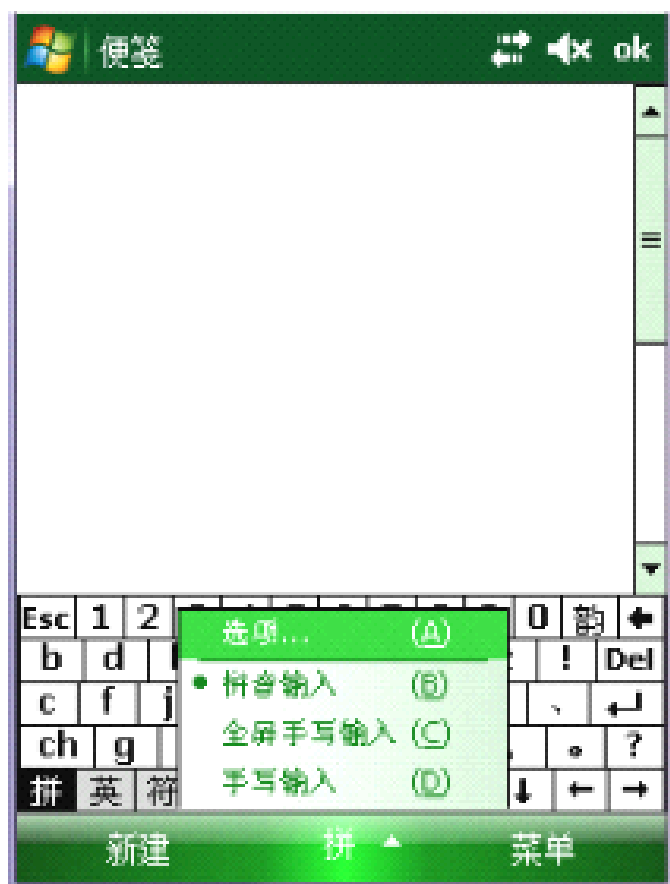 便笺 ok
Esc 1 2 0 韵
选项... (A)
b d ! Del
拼音输入 (B)
c f j 、
全屏手写输入 (C)
ch g 。 ?
手写输入 (D)
拼 英 符 ↓ ← →
新建 拼 菜单